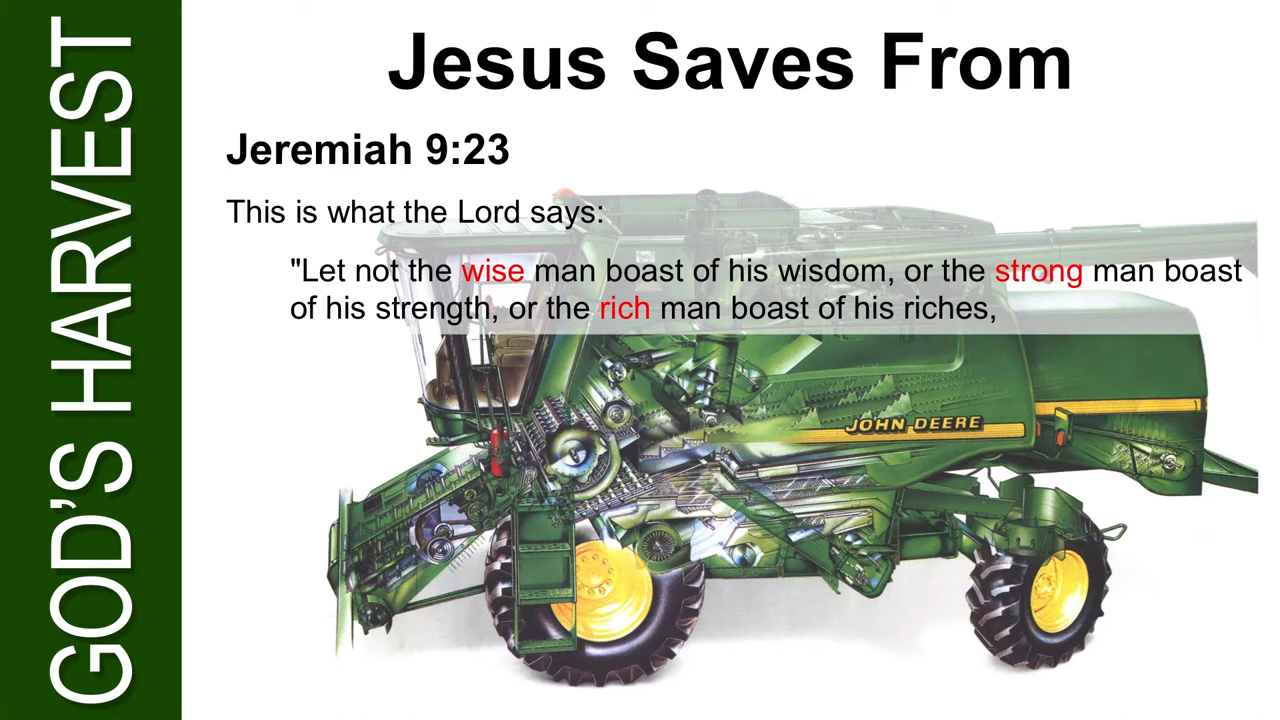 GOD'S HARVEST
Jesus Saves From
Jeremiah 9:23
This is what the Lord says:
"Let not the wise man boast of his wisdom, or the strong man boast
of his strength, or the rich man boast of his riches,
JOHN DEERE